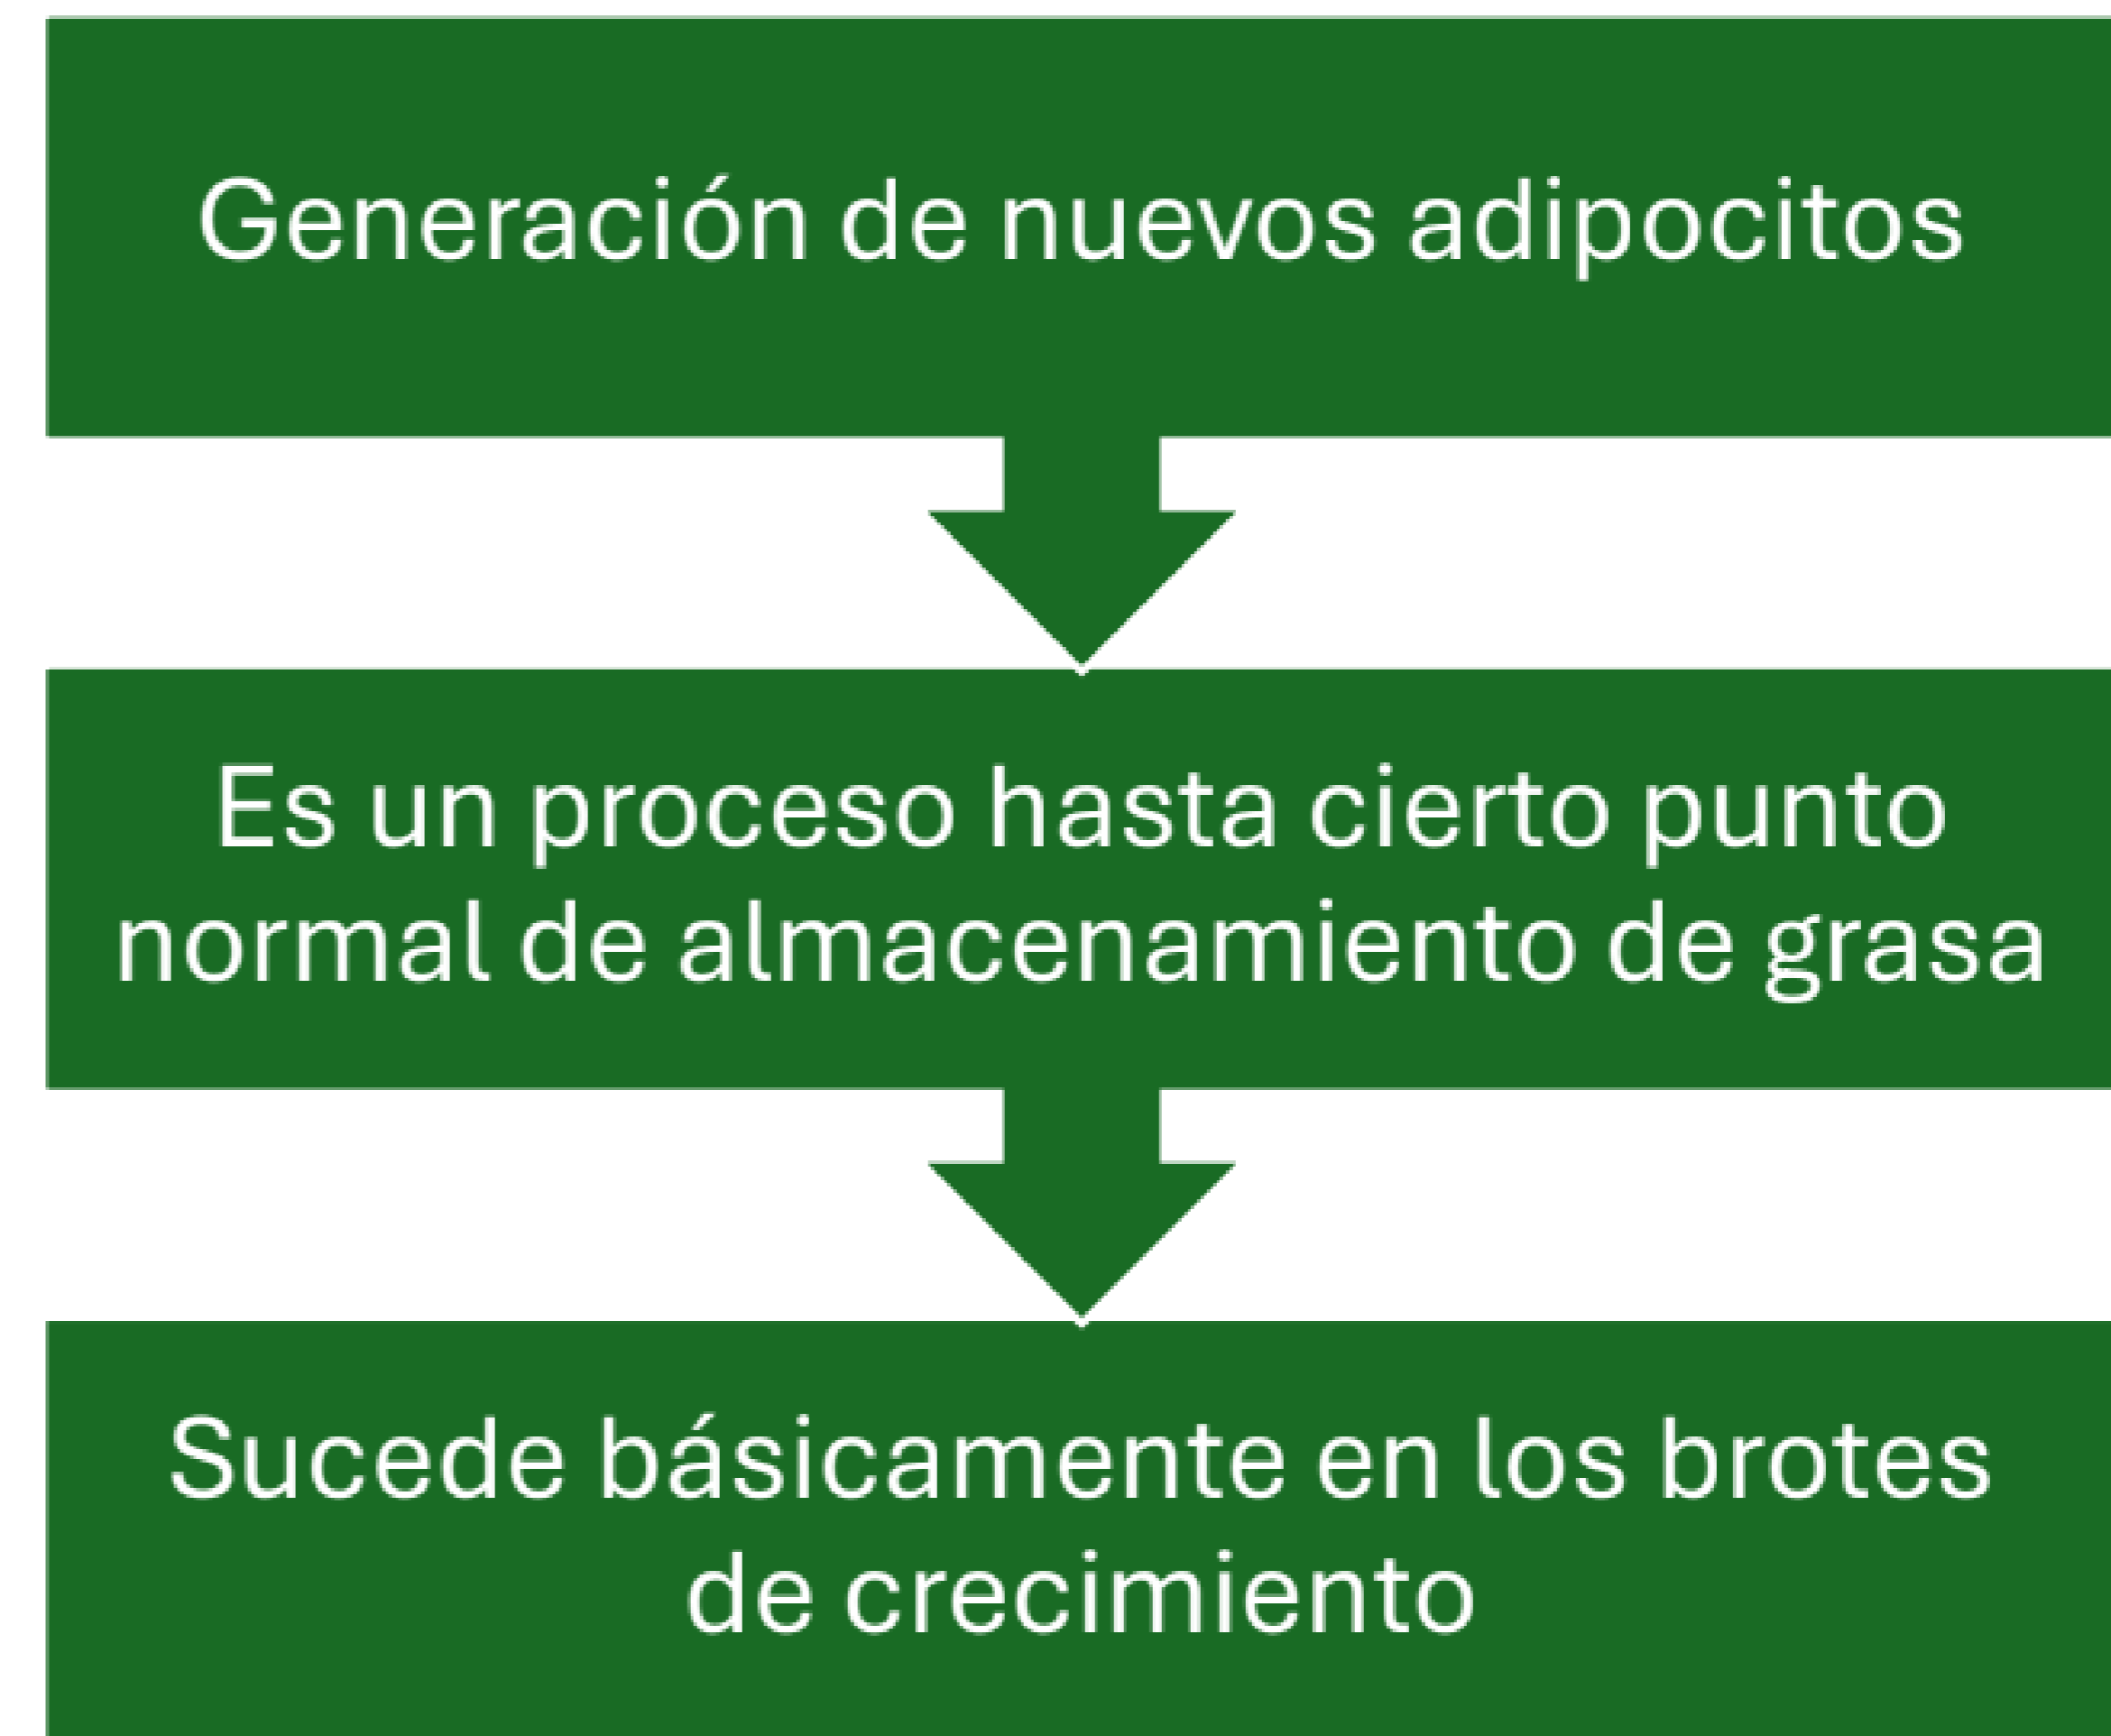 Generación de nuevos adipocitos
Es un proceso hasta cierto punto
normal de almacenamiento de grasa
Sucede básicamente en los brotes
de crecimiento